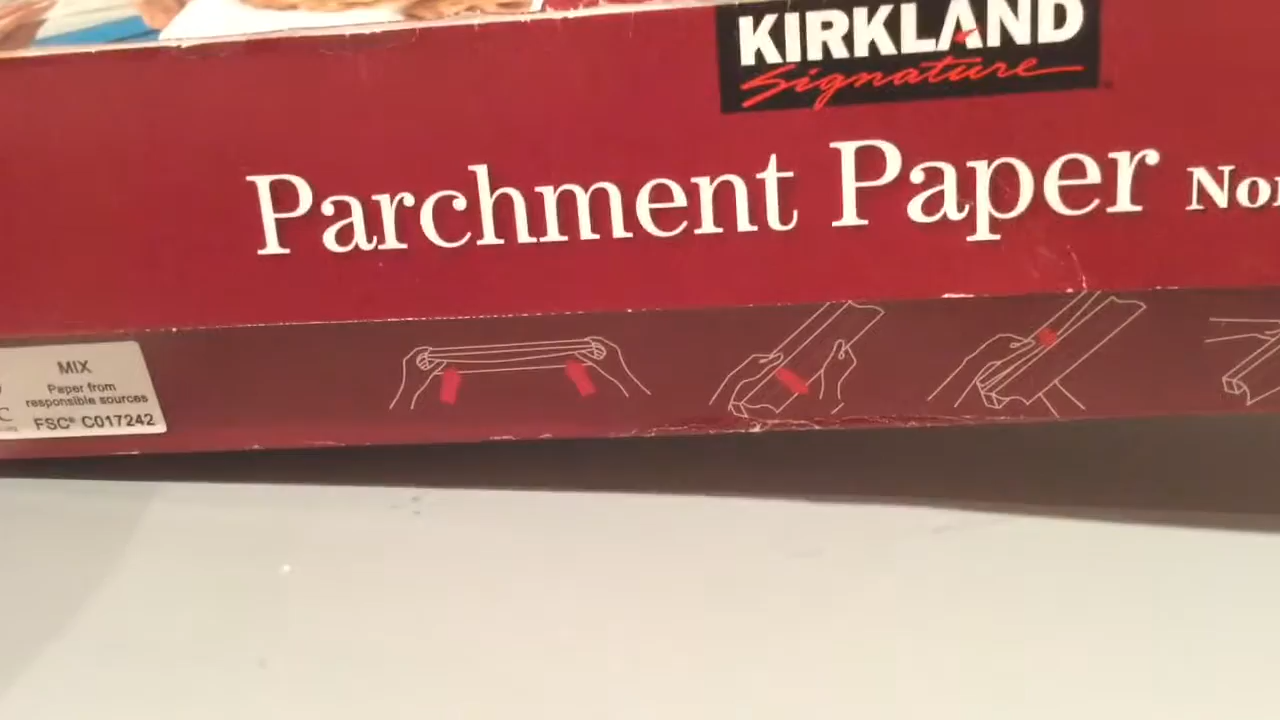 KIRKLAND
Signature
Parchment Paper
MIX
Paper from
responsible sources
FSC® C017242